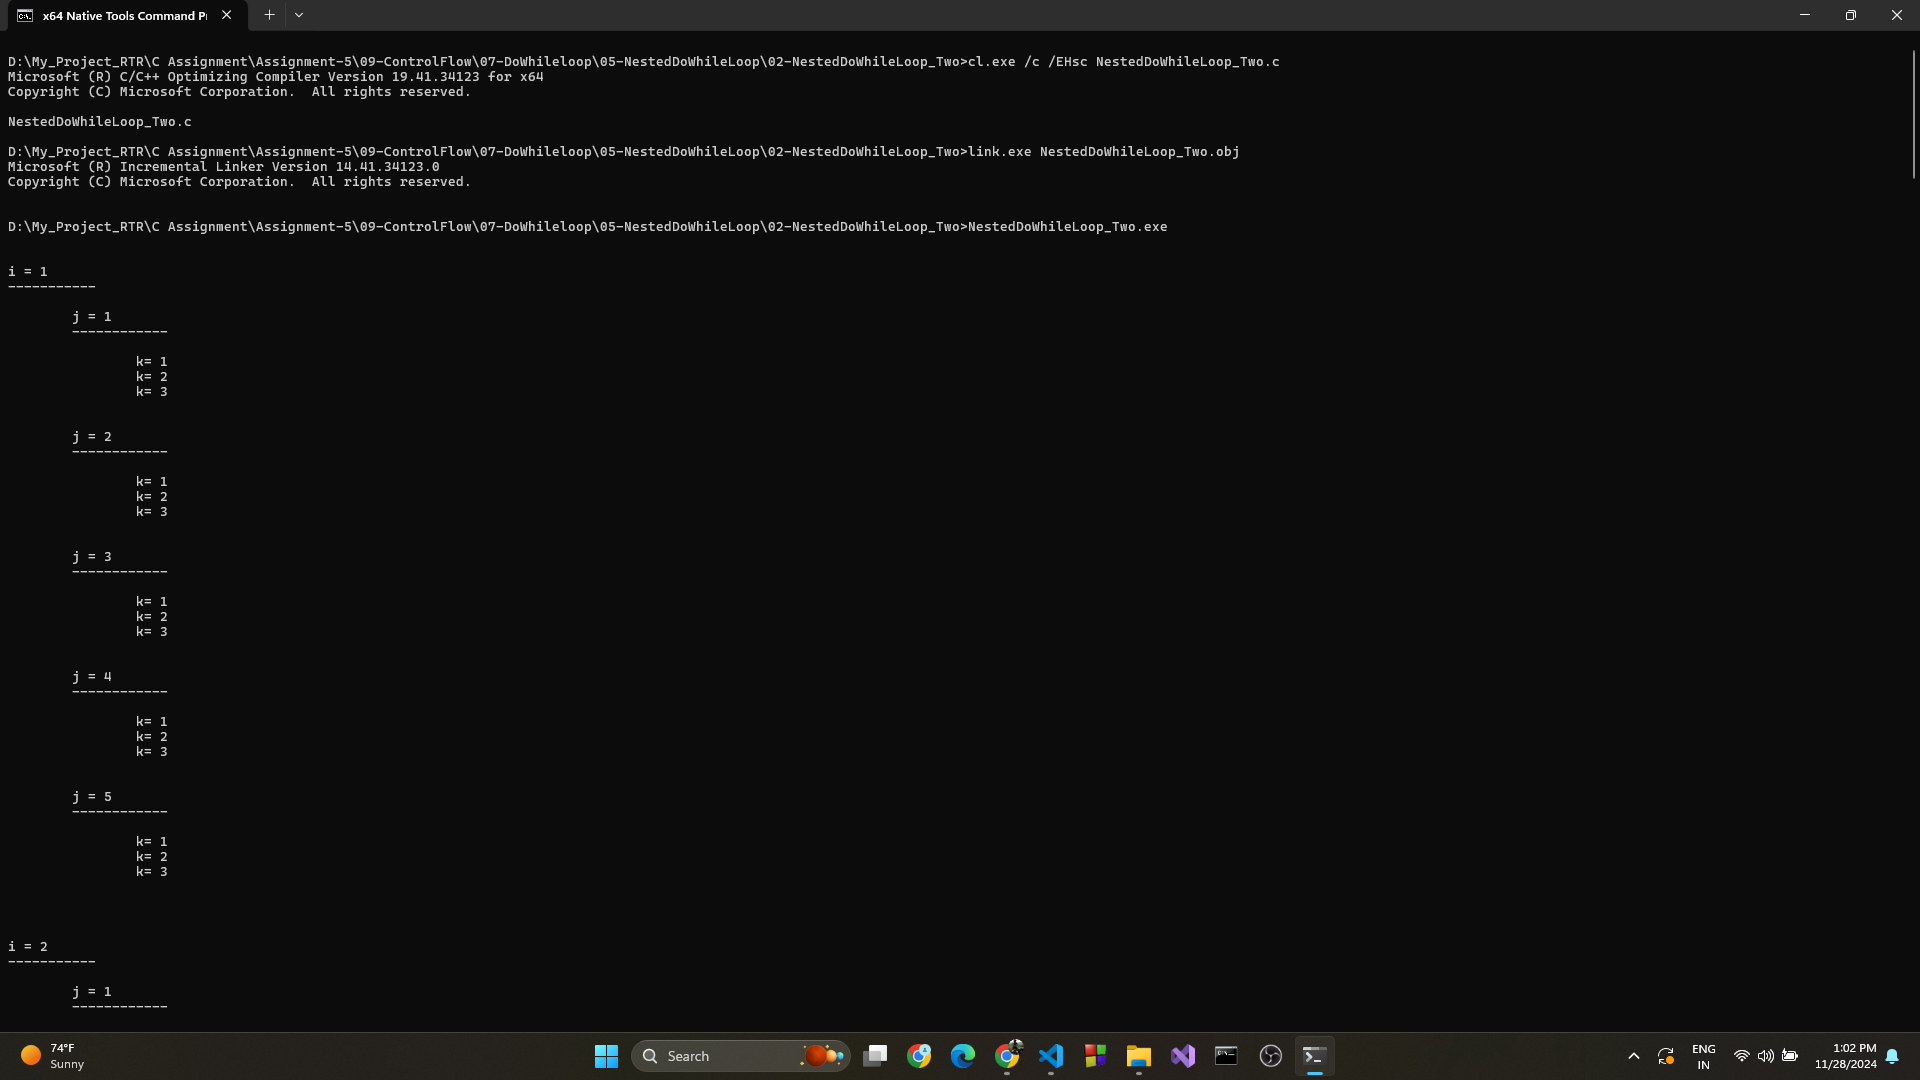 x64 Native Tools Command P
D:\My_Project_RTR\C Assignment\Assignment-5\09-ControlFlow\07-DoWhileloop\05-NestedDoWhileLoop\02-NestedDoWhileLoop_Two>cl.exe /c /EHsc NestedDoWhileLoop_Two.c
Microsoft (R) C/C++ Optimizing Compiler Version 19.41.34123 for x64
Copyright (C) Microsoft Corporation.  All rights reserved.
NestedDoWhileLoop_Two.c
D:\My_Project_RTR\C Assignment\Assignment-5\09-ControlFlow\07-DoWhileloop\05-NestedDoWhileLoop\02-NestedDoWhileLoop_Two>link.exe NestedDoWhileLoop_Two.obj
Microsoft (R) Incremental Linker Version 14.41.34123.0
Copyright (C) Microsoft Corporation.  All rights reserved.
D:\My_Project_RTR\C Assignment\Assignment-5\09-ControlFlow\07-DoWhileloop\05-NestedDoWhileLoop\02-NestedDoWhileLoop_Two>NestedDoWhileLoop_Two.exe
i = 1
-----------
j = 1
------------
k= 1
k= 2
k= 3
j = 2
------------
k= 1
k= 2
k= 3
j = 3
------------
k= 1
k= 2
k= 3
j = 4
------------
k= 1
k= 2
k= 3
j = 5
------------
k= 1
k= 2
k= 3
i = 2
-----------
j = 1
------------
74°F
Sunny
Search
ENG
IN
1:02 PM
11/28/2024